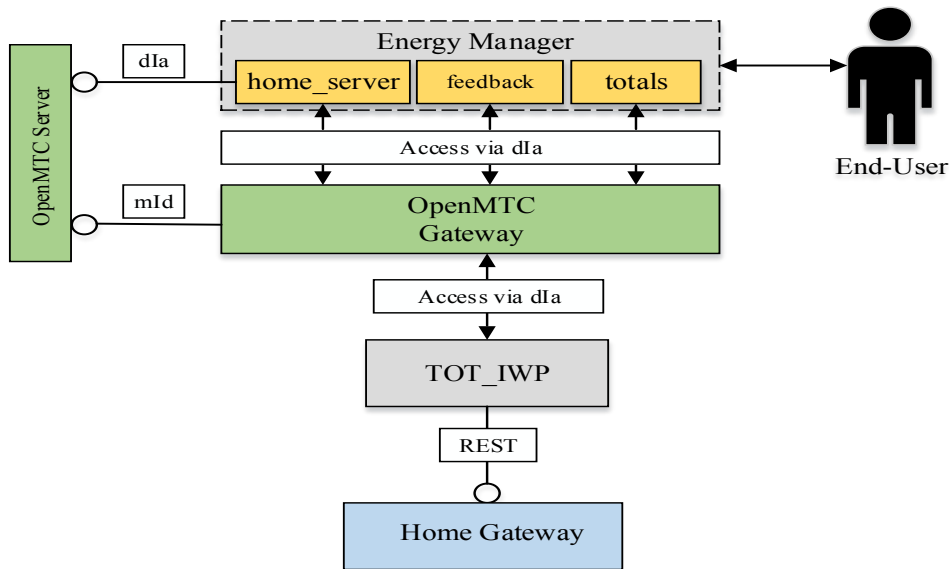 Energy Manager
dIa
home_server
feedback
totals
OpenMTC Server
Access via dIa
End-User
mId
OpenMTC
Gateway
Access via dIa
TOT_IWP
REST
Home Gateway